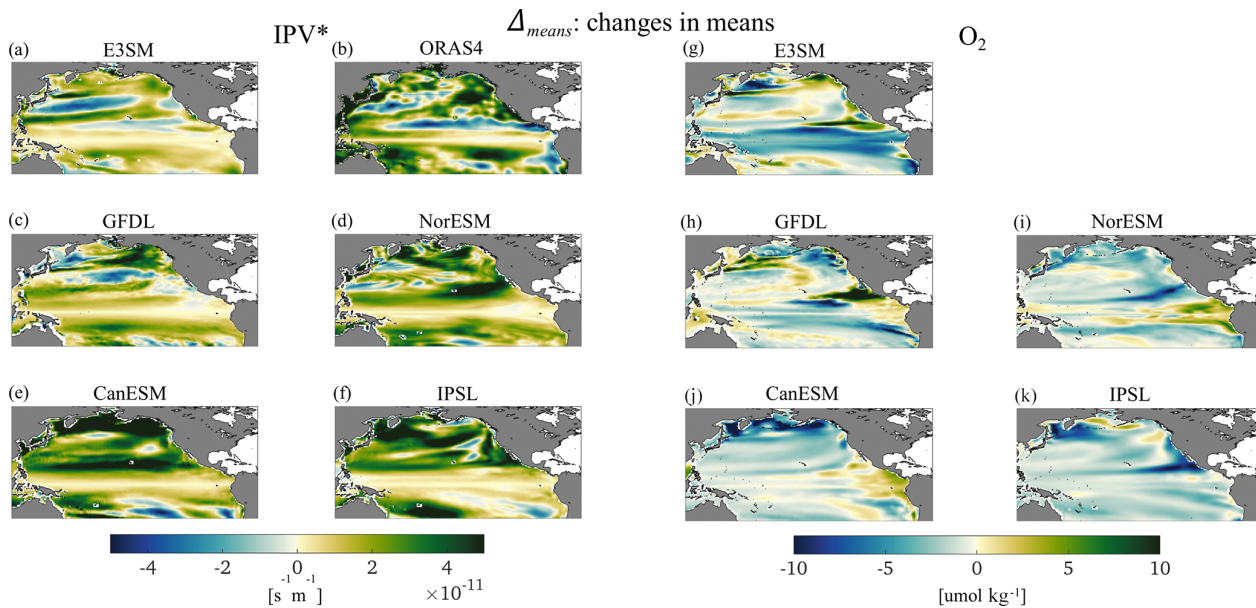 Δmeans: changes in means
IPV*
O₂
(a) E3SM
(b) ORAS4
(g) E3SM
(c) GFDL
(d) NorESM
(h) GFDL
(i) NorESM
(e) CanESM
(f) IPSL
(j) CanESM
(k) IPSL
-4 -2 0 2 4
[s⁻¹ m⁻¹]
×10⁻¹¹
-10 -5 0 5 10
[umol kg⁻¹]